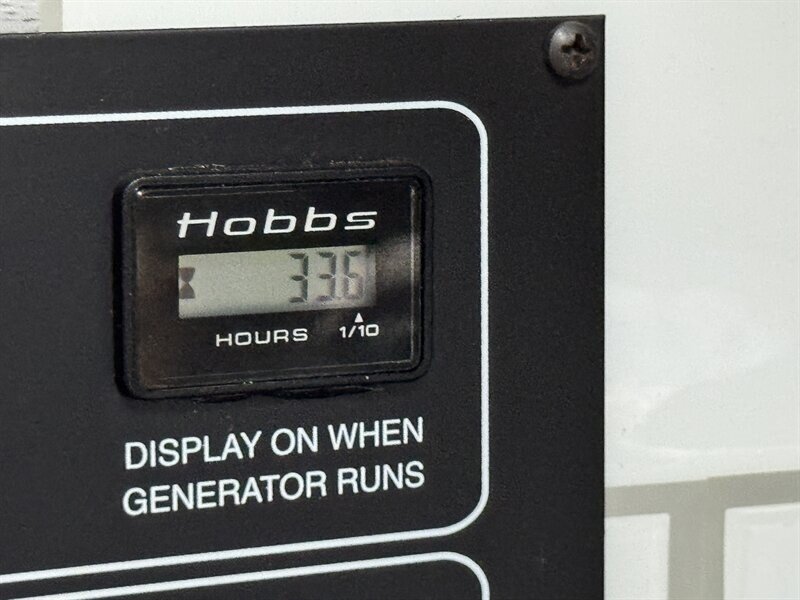 Hobbs
33.6
HOURS 1/10
DISPLAY ON WHEN
GENERATOR RUNS